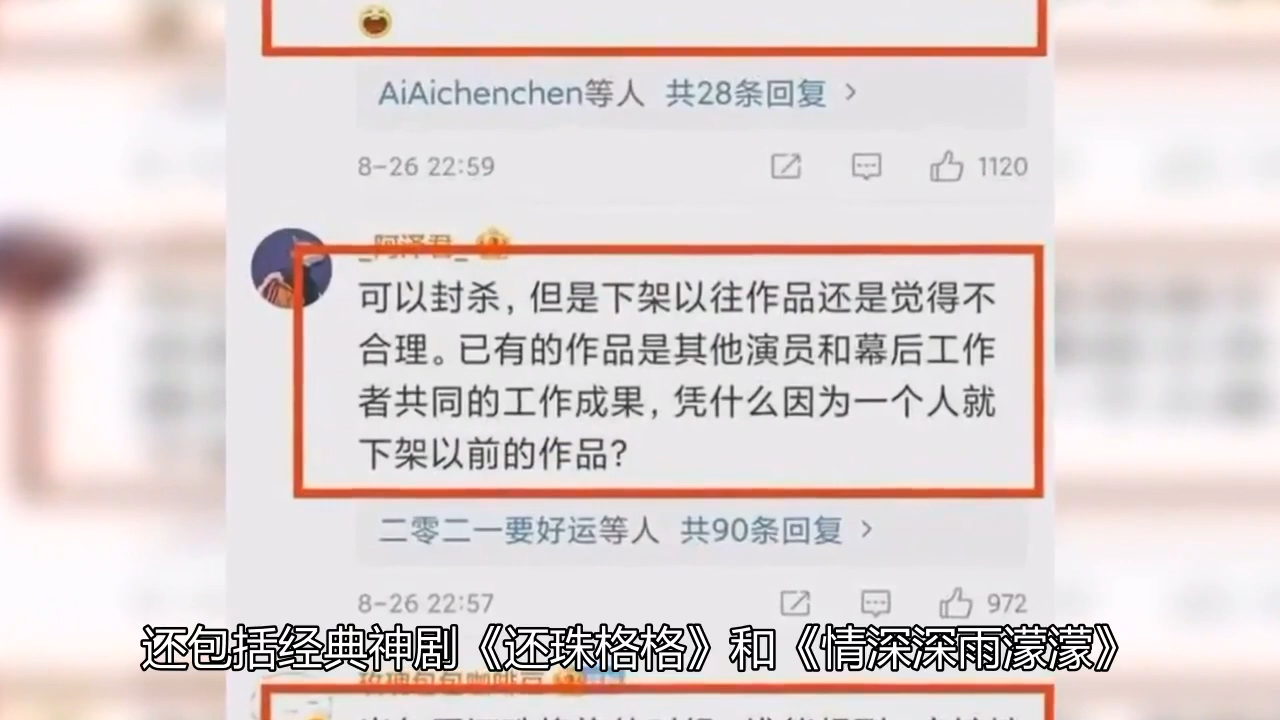 AiAichenchen等人 共28条回复 >
8-26 22:59
1120
_阿泽君_
可以封杀，但是下架以往作品还是觉得不
合理。已有的作品是其他演员和幕后工作
者共同的工作成果，凭什么因为一个人就
下架以前的作品？
二零二一要好运等人 共90条回复 >
8-26 22:57
972
还包括经典神剧《还珠格格》和《情深深雨濛濛》